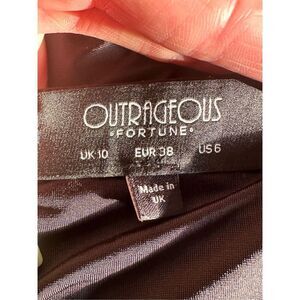 OUTRAGEOUS
•FORTUNE•
UK 10 EUR 38 US 6
Made in
UK